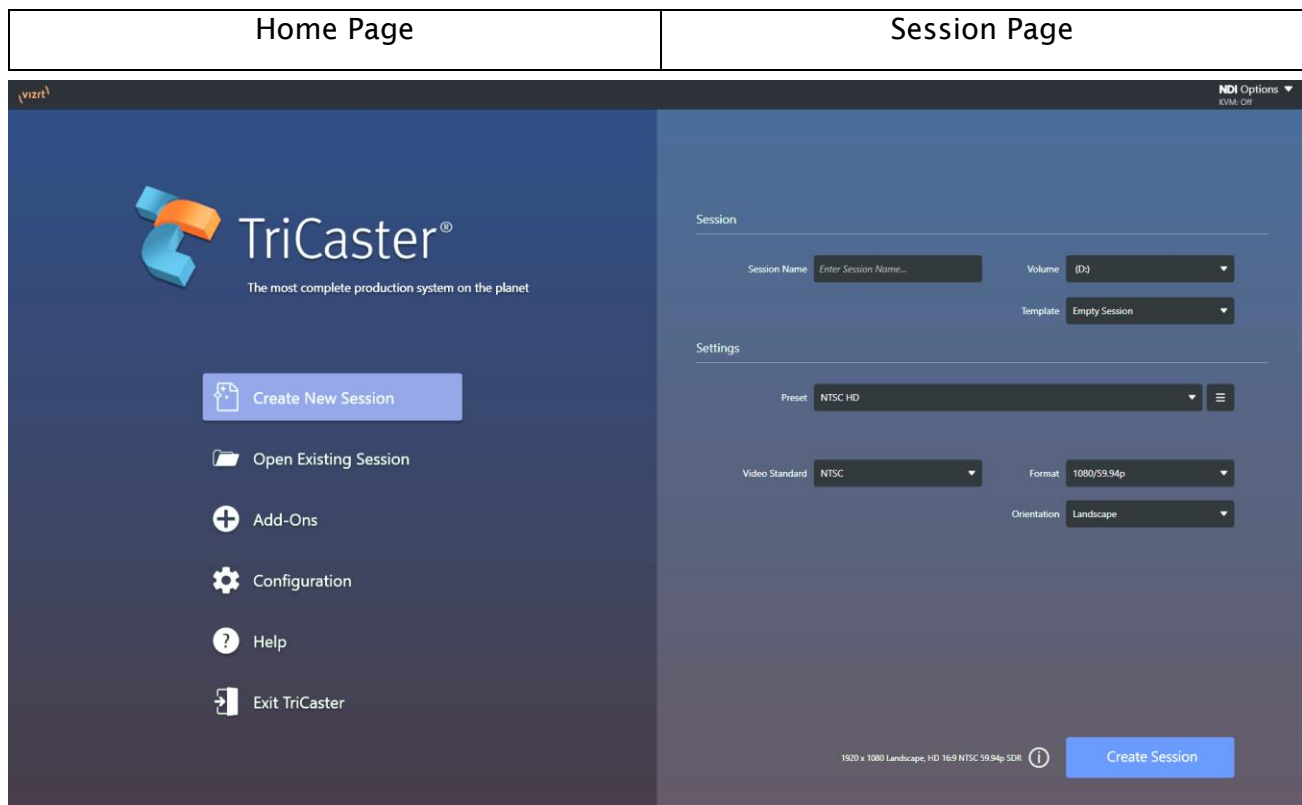 Home Page
Session Page
vizrt
NDI Options
KVM: Off
TriCaster®
The most complete production system on the planet
Create New Session
Open Existing Session
Add-Ons
Configuration
Help
Exit TriCaster
Session
Session Name Enter Session Name... Volume (D:)
Template Empty Session
Settings
Preset NTSC HD
Video Standard NTSC Format 1080/59.94p
Orientation Landscape
1920 x 1080 Landscape, HD 16:9 NTSC 59.94p SDR
Create Session